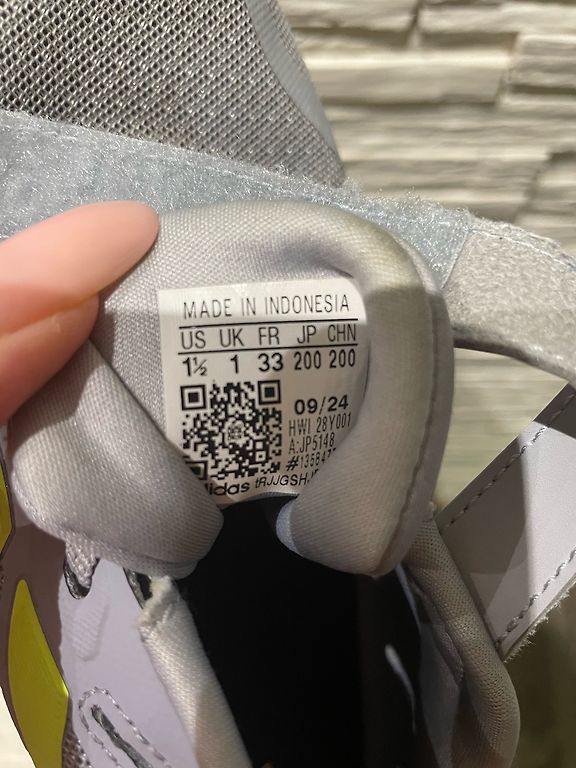 MADE IN INDONESIA
US UK FR JP CHN
1½ 1 33 200 200
09/24
HWI 28Y001
A:JP5148
adidas